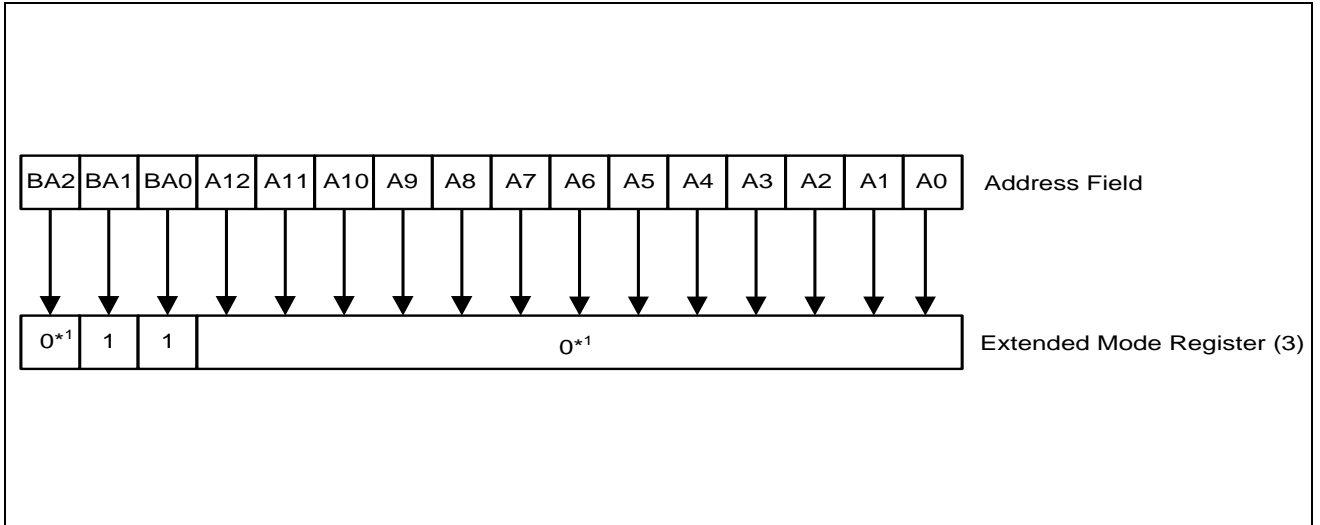 BA2 BA1 BA0 A12 A11 A10 A9 A8 A7 A6 A5 A4 A3 A2 A1 A0 Address Field
0*1 1 1 0*1 Extended Mode Register (3)